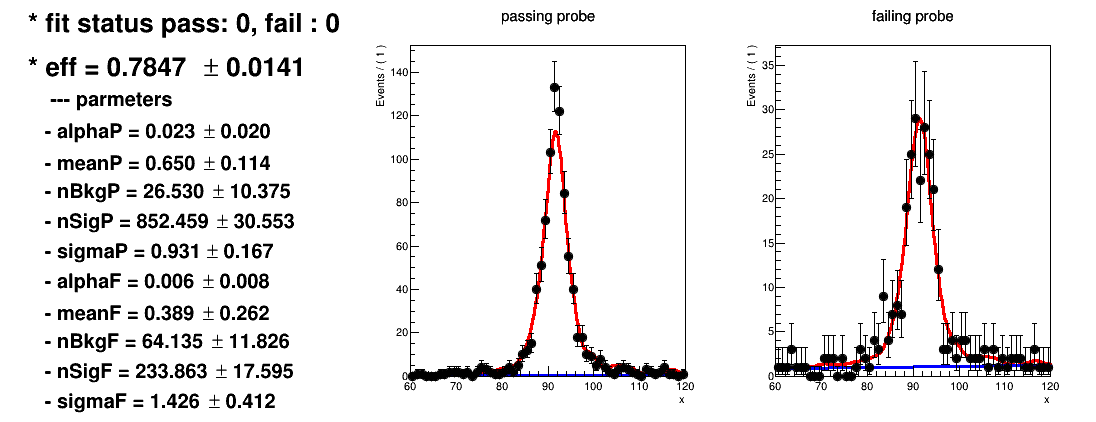 * fit status pass: 0, fail : 0
* eff = 0.7847 ± 0.0141
--- parmeters
- alphaP = 0.023 ± 0.020
- meanP = 0.650 ± 0.114
- nBkgP = 26.530 ± 10.375
- nSigP = 852.459 ± 30.553
- sigmaP = 0.931 ± 0.167
- alphaF = 0.006 ± 0.008
- meanF = 0.389 ± 0.262
- nBkgF = 64.135 ± 11.826
- nSigF = 233.863 ± 17.595
- sigmaF = 1.426 ± 0.412
passing probe
Events / ( 1 )
140
120
100
80
60
40
20
0
60 70 80 90 100 110 120
x
failing probe
Events / ( 1 )
35
30
25
20
15
10
5
0
60 70 80 90 100 110 120
x